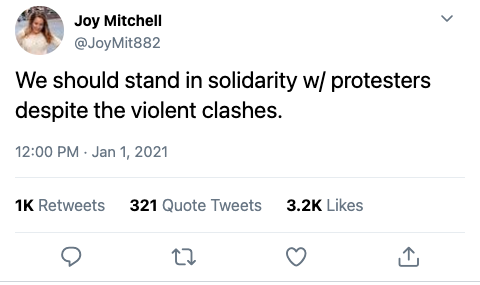 Joy Mitchell
@JoyMit882
We should stand in solidarity w/ protesters
despite the violent clashes.
12:00 PM · Jan 1, 2021
1K Retweets 321 Quote Tweets 3.2K Likes